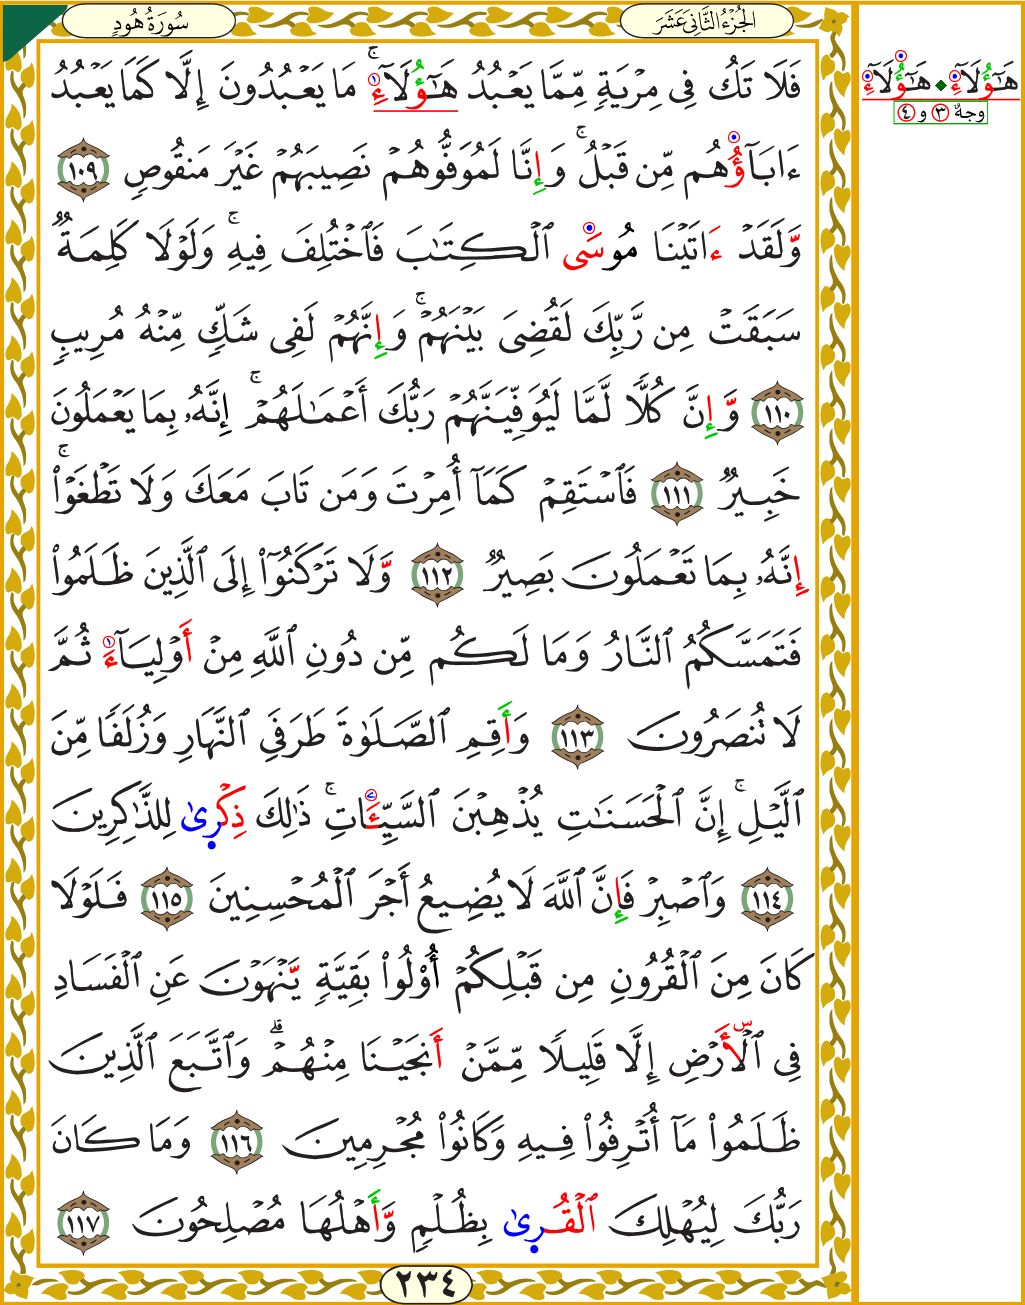 سُورَةُ هُودٍ
الجُزْءُ الثَّانِىَ عَشَرَ
فَلَا تَكُ فِى مِرْيَةٍ مِّمَّا يَعْبُدُ هَٰٓؤُلَآءِ ۚ مَا يَعْبُدُونَ إِلَّا كَمَا يَعْبُدُ
ءَابَآؤُهُم مِّن قَبْلُ ۚ وَإِنَّا لَمُوَفُّوهُمْ نَصِيبَهُمْ غَيْرَ مَنقُوصٍ ١٠٩
وَّلَقَدْ ءَاتَيْنَا مُوسَى ٱلْكِتَٰبَ فَٱخْتُلِفَ فِيهِ ۚ وَلَوْلَا كَلِمَةٌ
سَبَقَتْ مِن رَّبِّكَ لَقُضِىَ بَيْنَهُمْ ۚ وَإِنَّهُمْ لَفِى شَكٍّ مِّنْهُ مُرِيبٍ
١١٠ وَّإِنَّ كُلًّا لَّمَّا لَيُوَفِّيَنَّهُمْ رَبُّكَ أَعْمَٰلَهُمْ ۚ إِنَّهُۥ بِمَا يَعْمَلُونَ
خَبِيرٌ ١١١ فَٱسْتَقِمْ كَمَآ أُمِرْتَ وَمَن تَابَ مَعَكَ وَلَا تَطْغَوْا۟ ۚ
إِنَّهُۥ بِمَا تَعْمَلُونَ بَصِيرٌ ١١٢ وَّلَا تَرْكَنُوٓا۟ إِلَى ٱلَّذِينَ ظَلَمُوا۟
فَتَمَسَّكُمُ ٱلنَّارُ وَمَا لَكُم مِّن دُونِ ٱللَّهِ مِنْ أَوْلِيَآءَ ثُمَّ
لَا تُنصَرُونَ ١١٣ وَأَقِمِ ٱلصَّلَوٰةَ طَرَفَىِ ٱلنَّهَارِ وَزُلَفًا مِّنَ
ٱلَّيْلِ ۚ إِنَّ ٱلْحَسَنَٰتِ يُذْهِبْنَ ٱلسَّيِّـَٔاتِ ۚ ذَٰلِكَ ذِكْرِىٰ لِلذَّٰكِرِينَ
١١٤ وَٱصْبِرْ فَإِنَّ ٱللَّهَ لَا يُضِيعُ أَجْرَ ٱلْمُحْسِنِينَ ١١٥ فَلَوْلَا
كَانَ مِنَ ٱلْقُرُونِ مِن قَبْلِكُمْ أُو۟لُوا۟ بَقِيَّةٍ يَّنْهَوْنَ عَنِ ٱلْفَسَادِ
فِى ٱلْأَرْضِ إِلَّا قَلِيلًا مِّمَّنْ أَنجَيْنَا مِنْهُمْ ۗ وَٱتَّبَعَ ٱلَّذِينَ
ظَلَمُوا۟ مَآ أُتْرِفُوا۟ فِيهِ وَكَانُوا۟ مُجْرِمِينَ ١١٦ وَمَا كَانَ
رَبُّكَ لِيُهْلِكَ ٱلْقُرِىٰ بِظُلْمٍ وَّأَهْلُهَا مُصْلِحُونَ ١١٧
٢٣٤
هَٰٓؤُلَآءِ ◆ هَٰٓؤُلَآءِ
وجهٌ ٣ و ٤